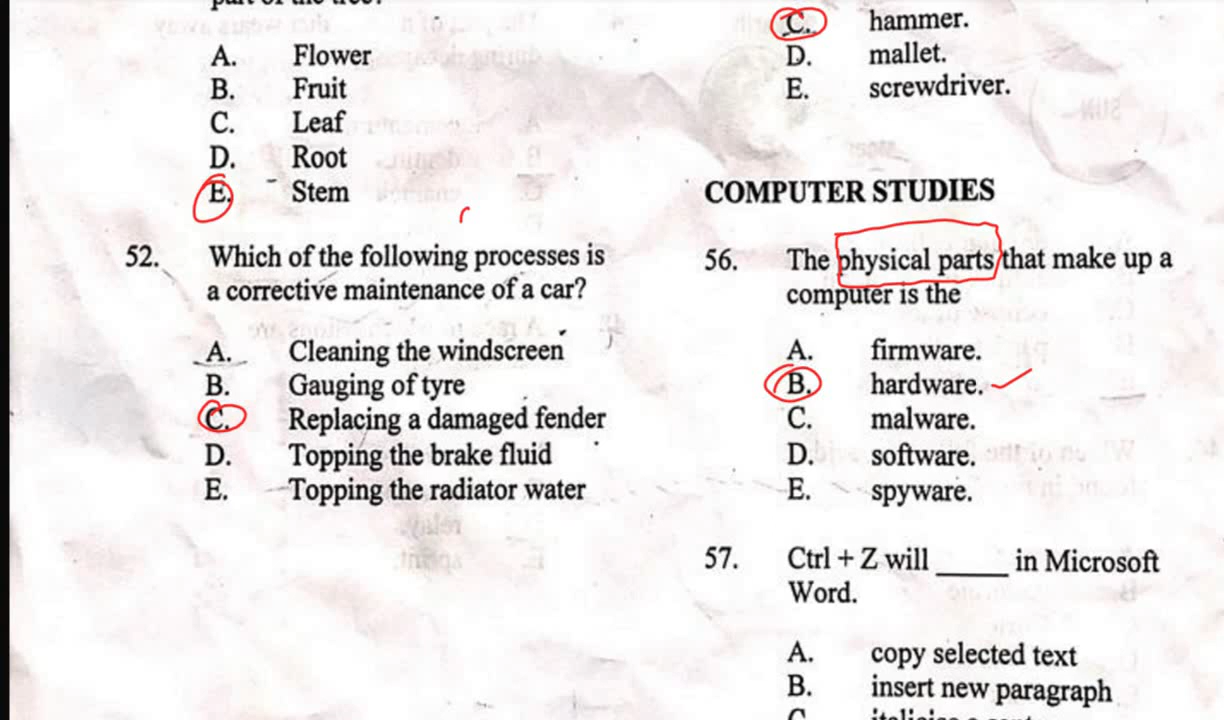 A. Flower
B. Fruit
C. Leaf
D. Root
E. Stem
52. Which of the following processes is
a corrective maintenance of a car?
A. Cleaning the windscreen
B. Gauging of tyre
C. Replacing a damaged fender
D. Topping the brake fluid
E. Topping the radiator water
C. hammer.
D. mallet.
E. screwdriver.
COMPUTER STUDIES
56. The physical parts that make up a
computer is the
A. firmware.
B. hardware.
C. malware.
D. software.
E. spyware.
57. Ctrl + Z will _____ in Microsoft
Word.
A. copy selected text
B. insert new paragraph